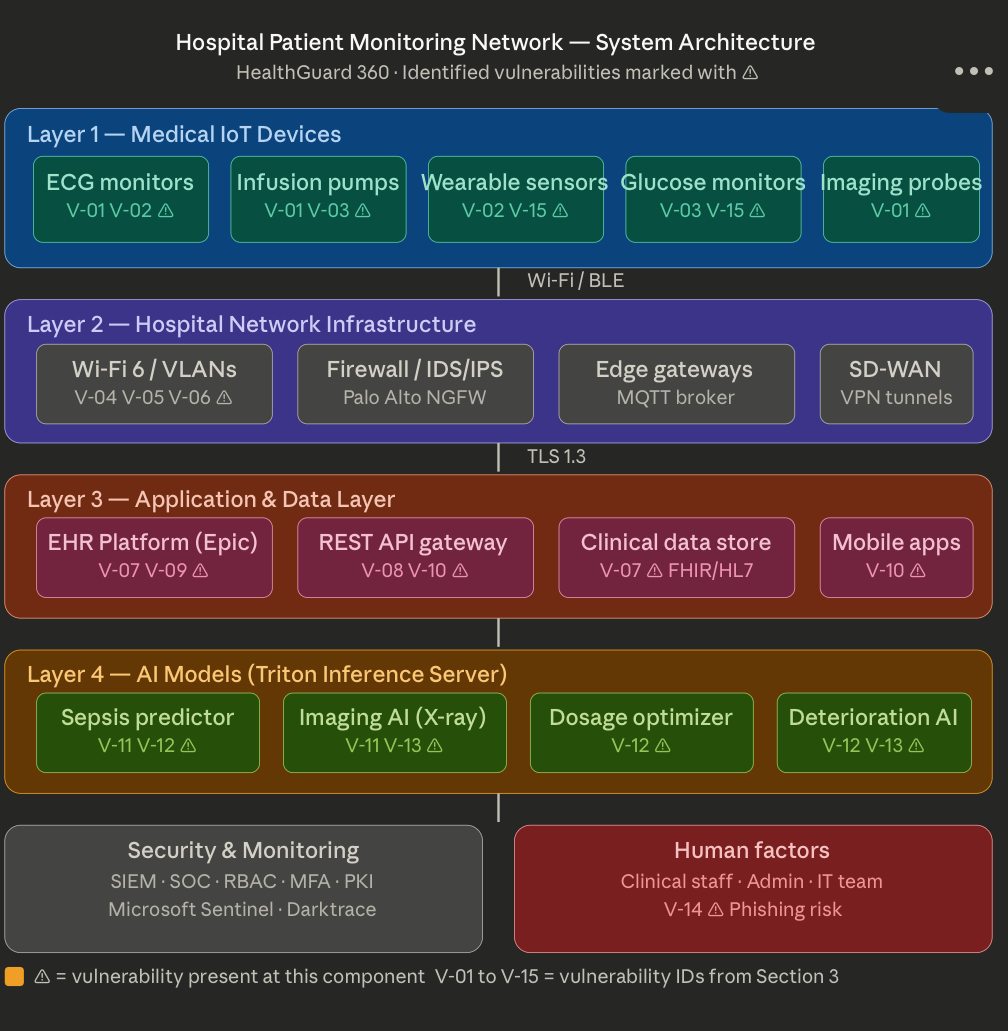 Hospital Patient Monitoring Network — System Architecture
HealthGuard 360 · Identified vulnerabilities marked with ⚠
Layer 1 — Medical IoT Devices
ECG monitors
V-01 V-02 ⚠
Infusion pumps
V-01 V-03 ⚠
Wearable sensors
V-02 V-15 ⚠
Glucose monitors
V-03 V-15 ⚠
Imaging probes
V-01 ⚠
Wi-Fi / BLE
Layer 2 — Hospital Network Infrastructure
Wi-Fi 6 / VLANs
V-04 V-05 V-06 ⚠
Firewall / IDS/IPS
Palo Alto NGFW
Edge gateways
MQTT broker
SD-WAN
VPN tunnels
TLS 1.3
Layer 3 — Application & Data Layer
EHR Platform (Epic)
V-07 V-09 ⚠
REST API gateway
V-08 V-10 ⚠
Clinical data store
V-07 ⚠ FHIR/HL7
Mobile apps
V-10 ⚠
Layer 4 — AI Models (Triton Inference Server)
Sepsis predictor
V-11 V-12 ⚠
Imaging AI (X-ray)
V-11 V-13 ⚠
Dosage optimizer
V-12 ⚠
Deterioration AI
V-12 V-13 ⚠
Security & Monitoring
SIEM · SOC · RBAC · MFA · PKI
Microsoft Sentinel · Darktrace
Human factors
Clinical staff · Admin · IT team
V-14 ⚠ Phishing risk
⚠ = vulnerability present at this component V-01 to V-15 = vulnerability IDs from Section 3